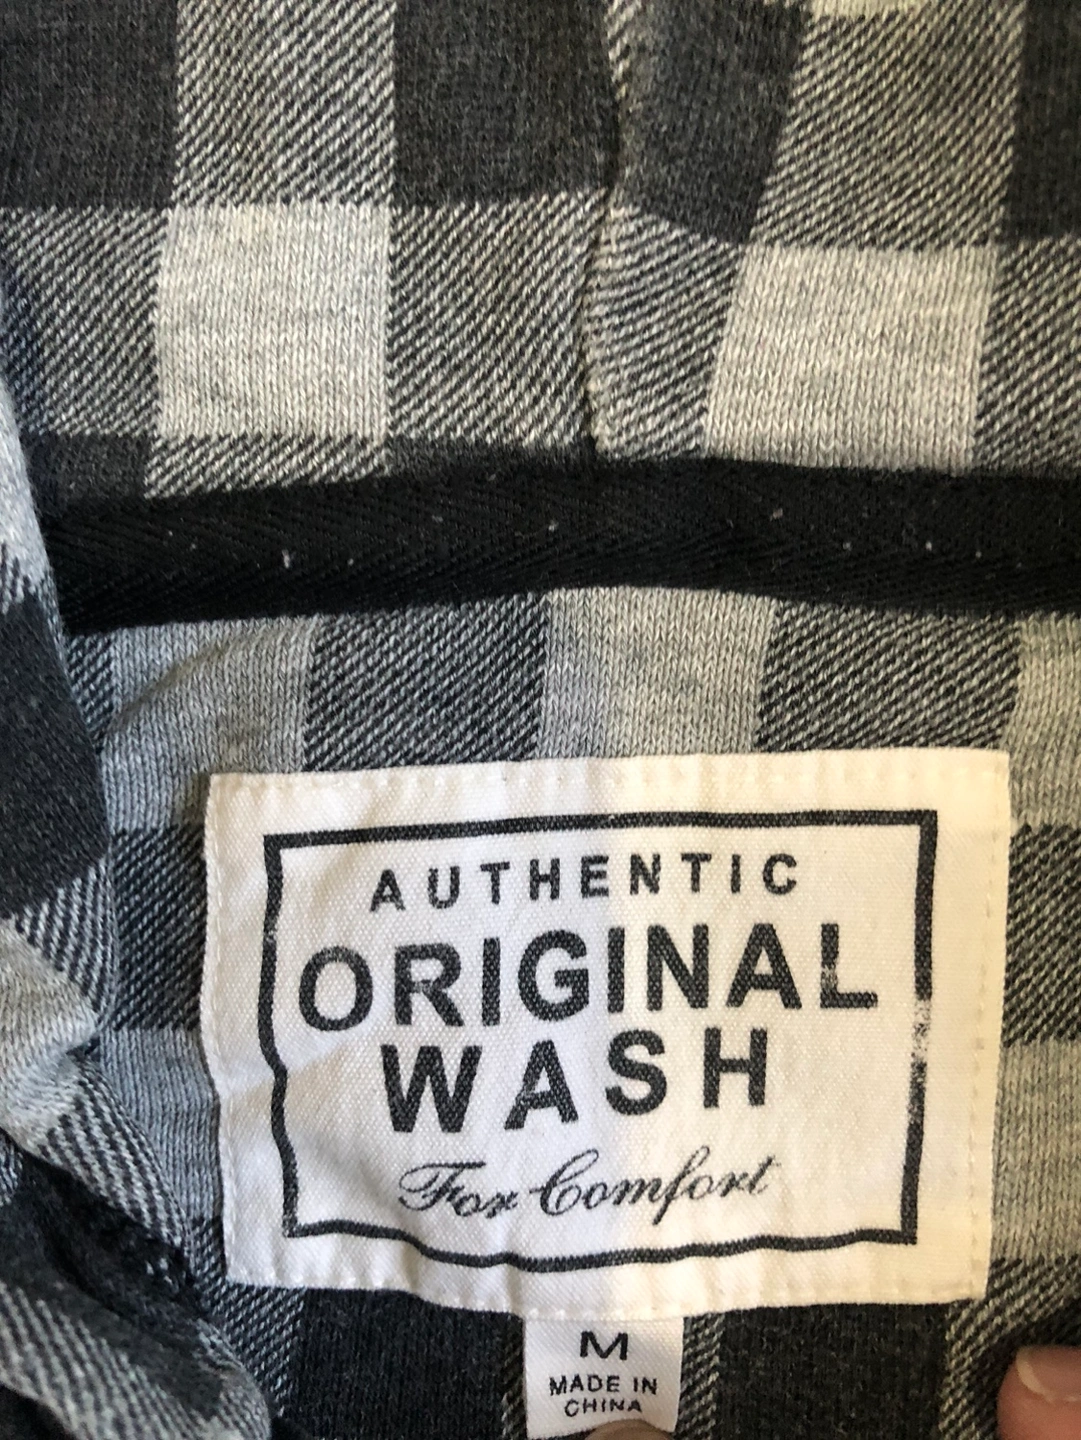 AUTHENTIC
ORIGINAL
WASH
For Comfort
M
MADE IN
CHINA